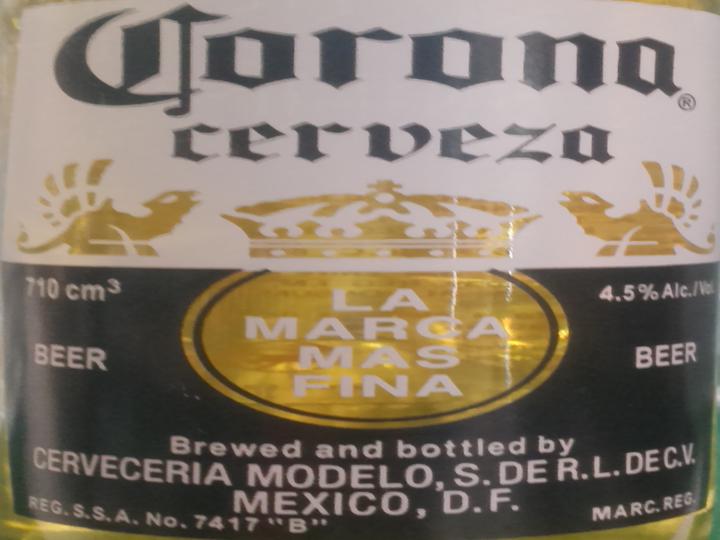 Corona®
cerveza
710 cm³ 4.5% Alc./Vol.
LA
MARCA
BEER MAS BEER
FINA
Brewed and bottled by
CERVECERIA MODELO, S. DE R.L. DE C.V.
MEXICO, D.F.
REG. S.S.A. No. 7417 "B" MARC. REG.